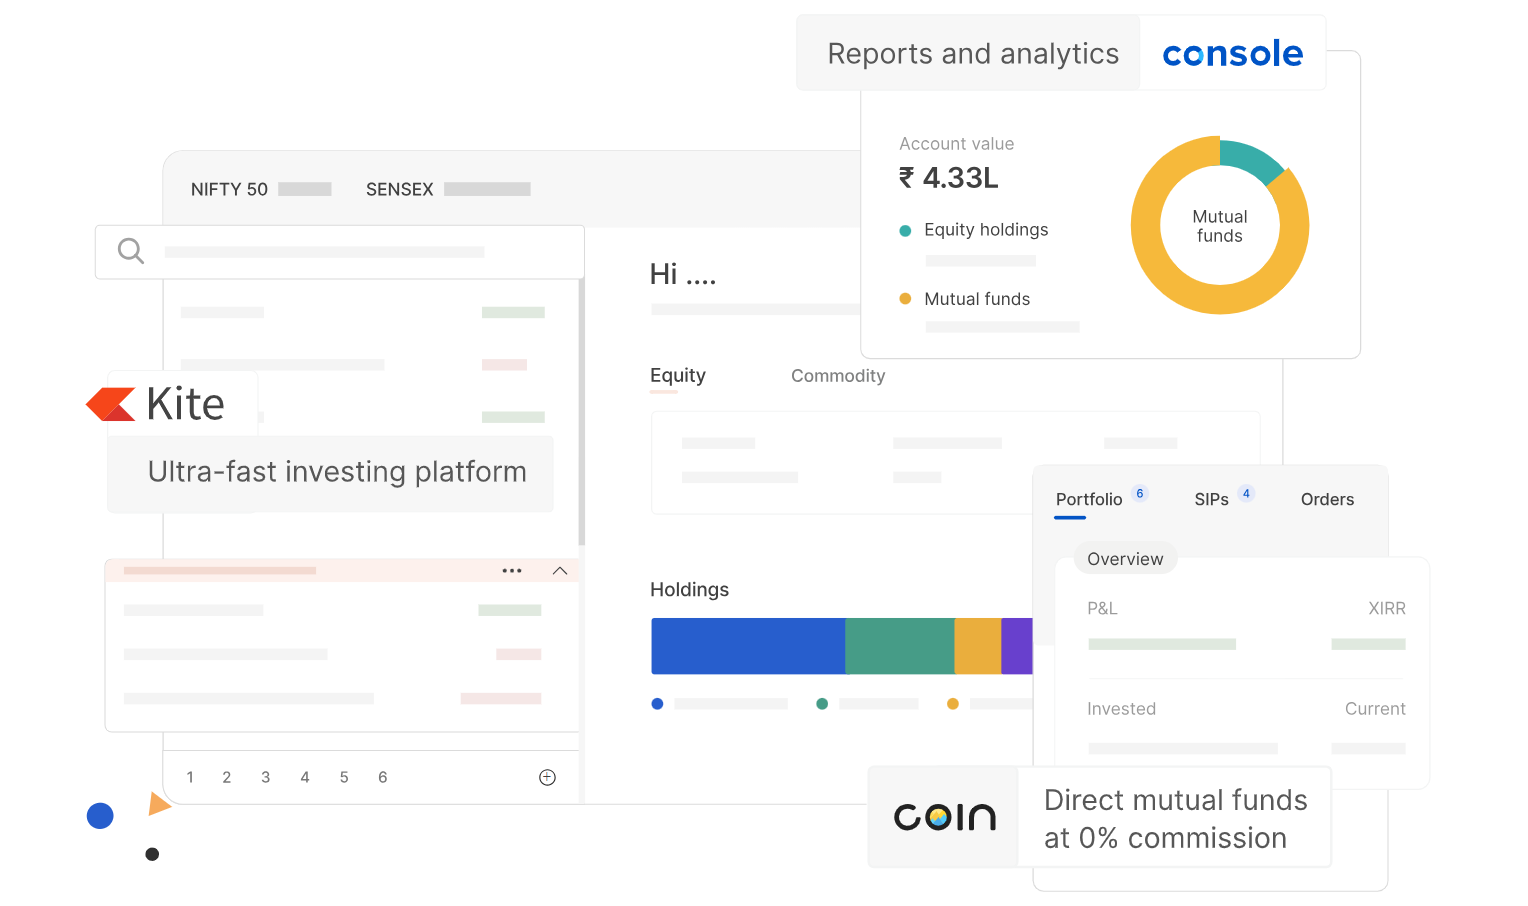 Reports and analytics
console
Account value
₹ 4.33L
Equity holdings
Mutual funds
Mutual
funds
NIFTY 50
SENSEX
Hi ....
Equity
Commodity
Kite
Ultra-fast investing platform
Holdings
1 2 3 4 5 6
Portfolio 6
SIPs 4
Orders
Overview
P&L
XIRR
Invested
Current
coin
Direct mutual funds
at 0% commission